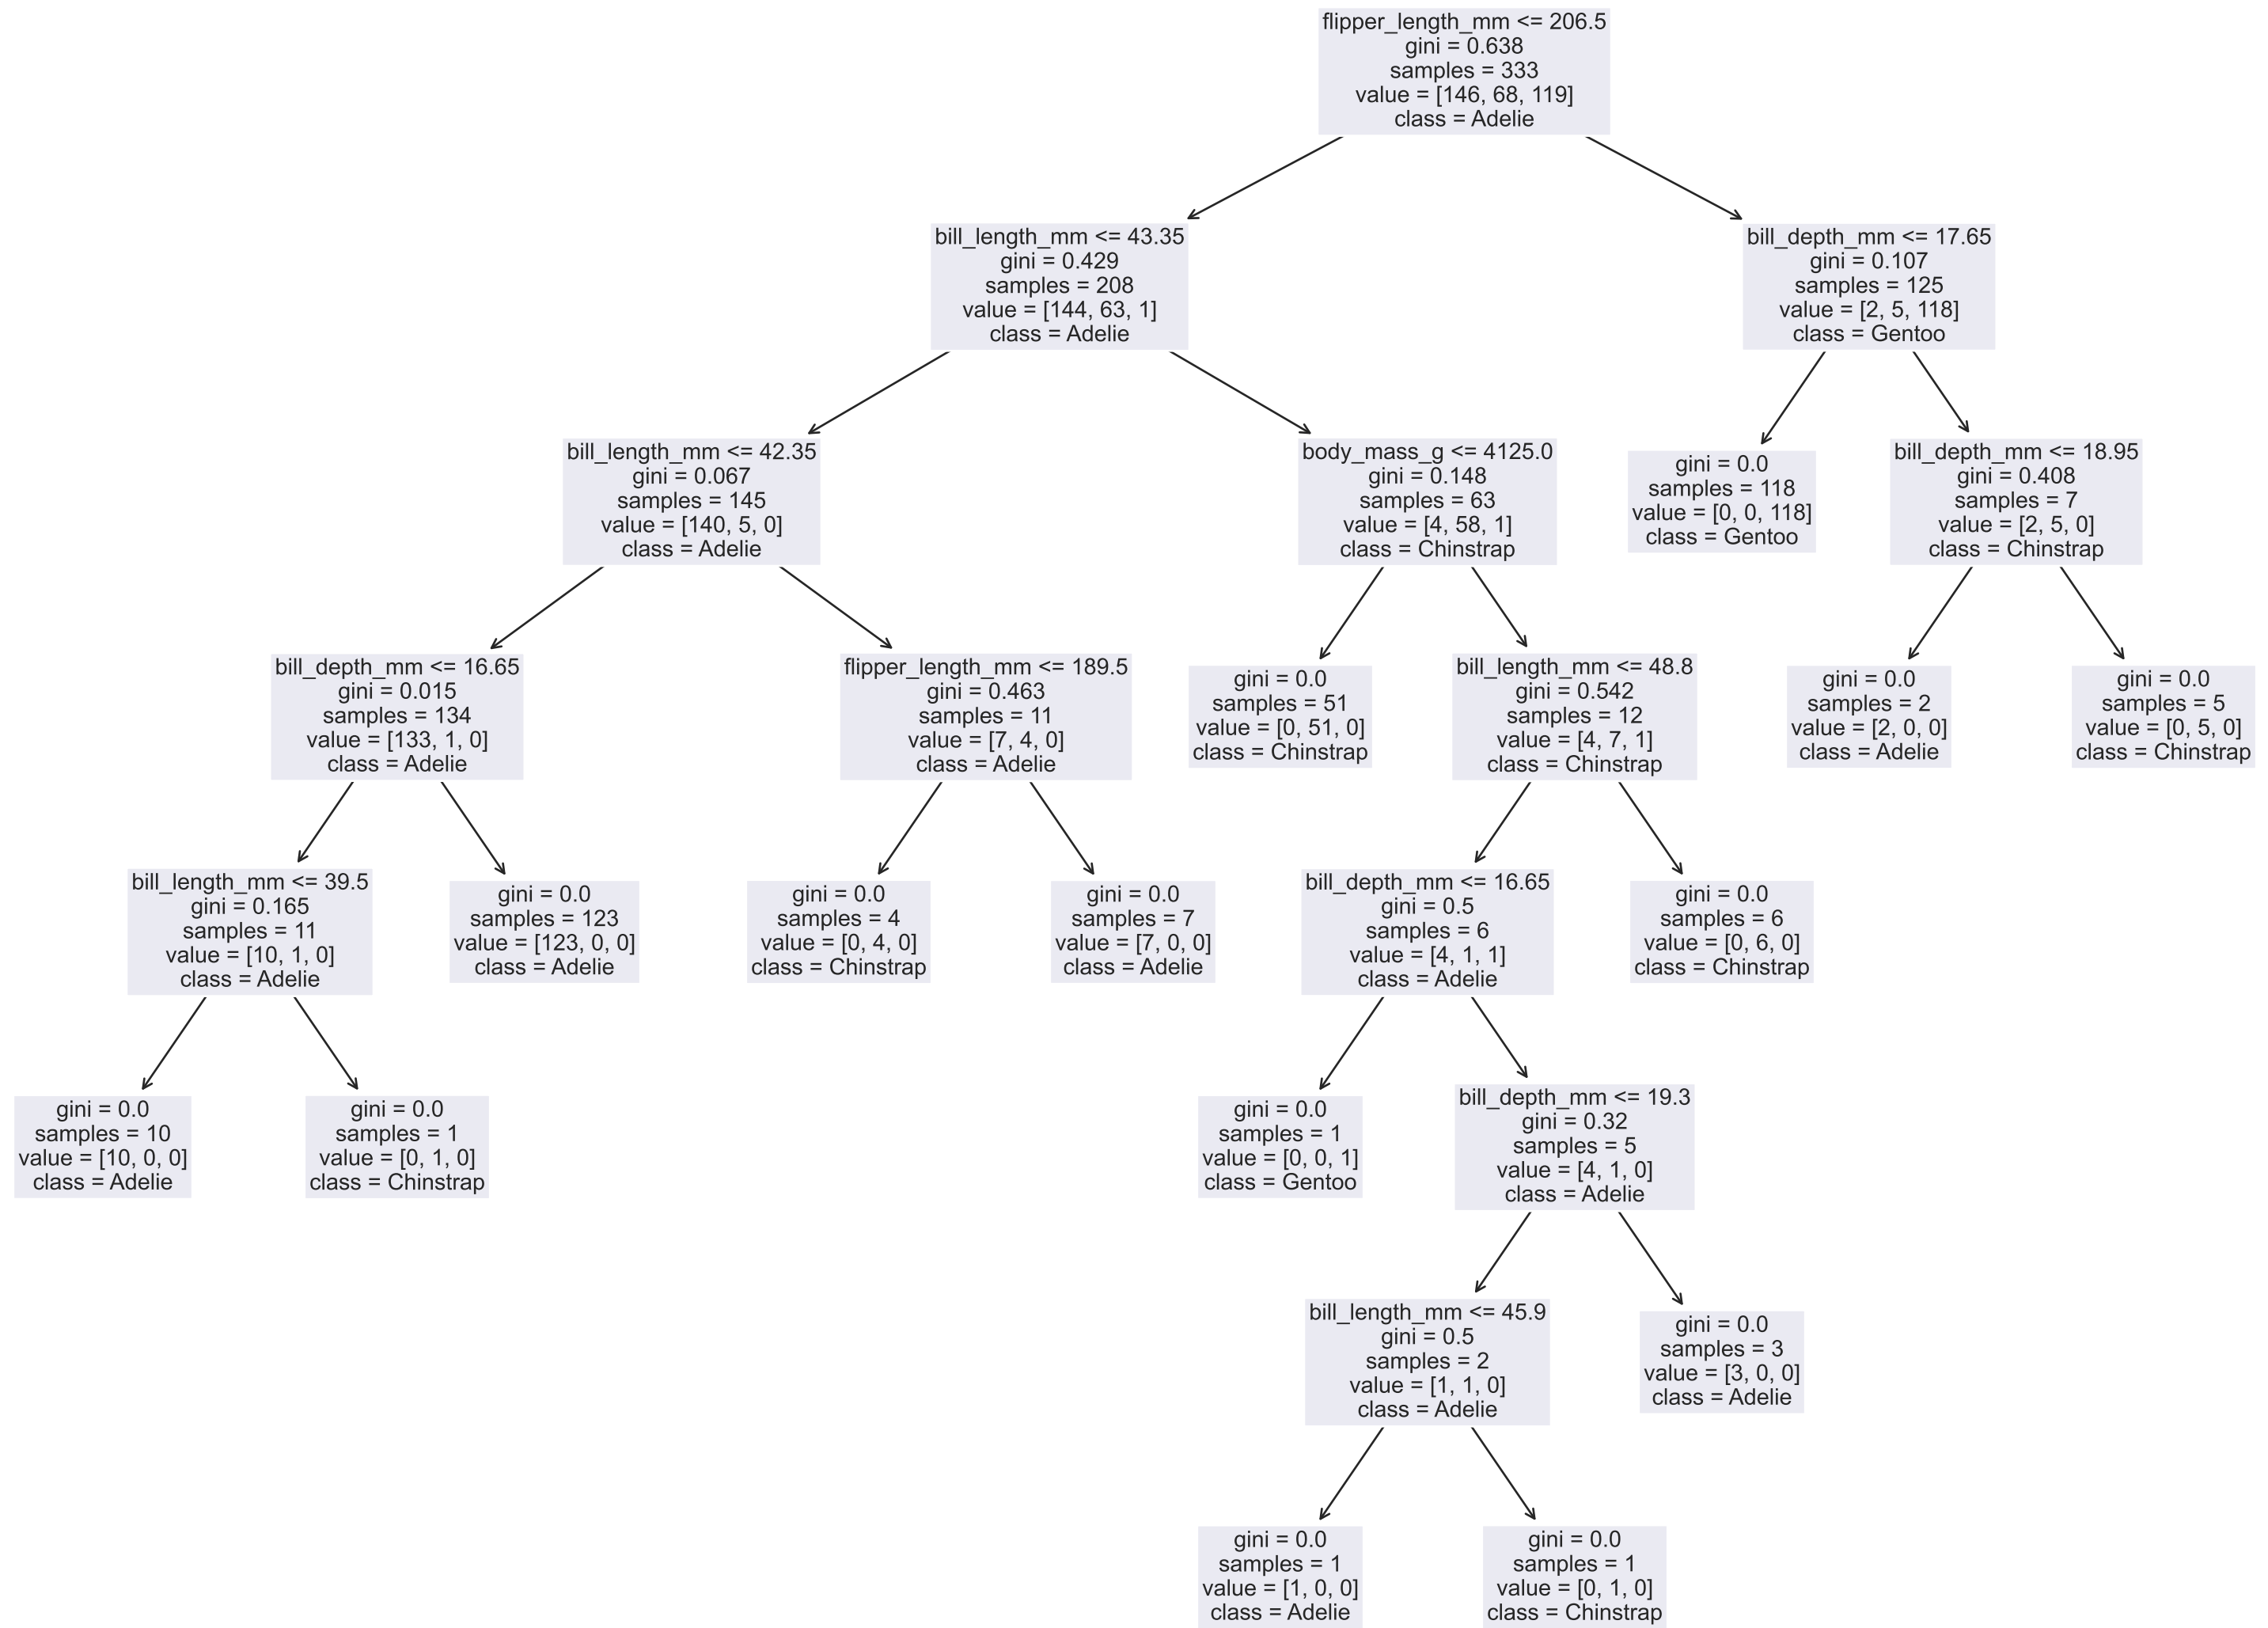 flipper_length_mm <= 206.5
gini = 0.638
samples = 333
value = [146, 68, 119]
class = Adelie
bill_length_mm <= 43.35
gini = 0.429
samples = 208
value = [144, 63, 1]
class = Adelie
bill_depth_mm <= 17.65
gini = 0.107
samples = 125
value = [2, 5, 118]
class = Gentoo
bill_length_mm <= 42.35
gini = 0.067
samples = 145
value = [140, 5, 0]
class = Adelie
body_mass_g <= 4125.0
gini = 0.148
samples = 63
value = [4, 58, 1]
class = Chinstrap
gini = 0.0
samples = 118
value = [0, 0, 118]
class = Gentoo
bill_depth_mm <= 18.95
gini = 0.408
samples = 7
value = [2, 5, 0]
class = Chinstrap
bill_depth_mm <= 16.65
gini = 0.015
samples = 134
value = [133, 1, 0]
class = Adelie
flipper_length_mm <= 189.5
gini = 0.463
samples = 11
value = [7, 4, 0]
class = Adelie
gini = 0.0
samples = 51
value = [0, 51, 0]
class = Chinstrap
bill_length_mm <= 48.8
gini = 0.542
samples = 12
value = [4, 7, 1]
class = Chinstrap
gini = 0.0
samples = 2
value = [2, 0, 0]
class = Adelie
gini = 0.0
samples = 5
value = [0, 5, 0]
class = Chinstrap
bill_length_mm <= 39.5
gini = 0.165
samples = 11
value = [10, 1, 0]
class = Adelie
gini = 0.0
samples = 123
value = [123, 0, 0]
class = Adelie
gini = 0.0
samples = 4
value = [0, 4, 0]
class = Chinstrap
gini = 0.0
samples = 7
value = [7, 0, 0]
class = Adelie
bill_depth_mm <= 16.65
gini = 0.5
samples = 6
value = [4, 1, 1]
class = Adelie
gini = 0.0
samples = 6
value = [0, 6, 0]
class = Chinstrap
gini = 0.0
samples = 10
value = [10, 0, 0]
class = Adelie
gini = 0.0
samples = 1
value = [0, 1, 0]
class = Chinstrap
gini = 0.0
samples = 1
value = [0, 0, 1]
class = Gentoo
bill_depth_mm <= 19.3
gini = 0.32
samples = 5
value = [4, 1, 0]
class = Adelie
bill_length_mm <= 45.9
gini = 0.5
samples = 2
value = [1, 1, 0]
class = Adelie
gini = 0.0
samples = 3
value = [3, 0, 0]
class = Adelie
gini = 0.0
samples = 1
value = [1, 0, 0]
class = Adelie
gini = 0.0
samples = 1
value = [0, 1, 0]
class = Chinstrap